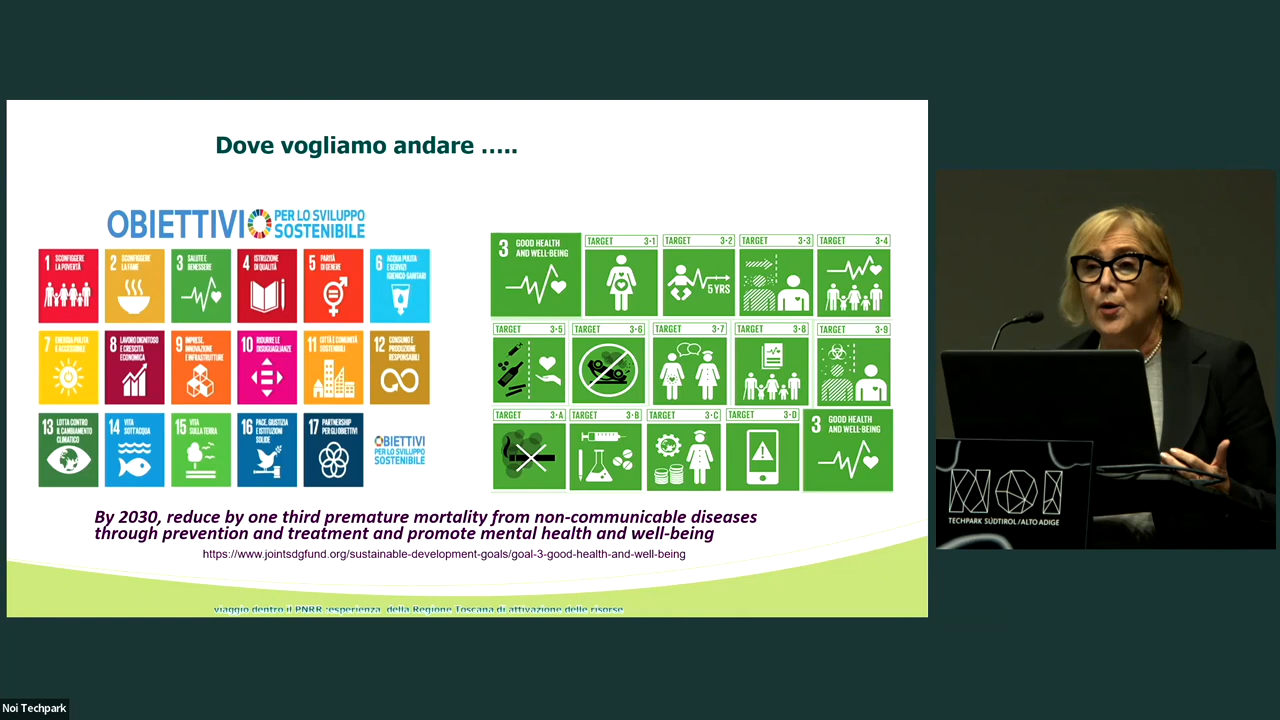 Dove vogliamo andare .....
OBIETTIVI PER LO SVILUPPO
SOSTENIBILE
1 SCONFIGGERE
LA POVERTÀ
2 SCONFIGGERE
LA FAME
3 SALUTE E
BENESSERE
4 ISTRUZIONE
DI QUALITÀ
5 PARITÀ
DI GENERE
6 ACQUA PULITA
E SERVIZI
IGIENICO-SANITARI
7 ENERGIA PULITA
E ACCESSIBILE
8 LAVORO DIGNITOSO
E CRESCITA
ECONOMICA
9 IMPRESE,
INNOVAZIONE
E INFRASTRUTTURE
10 RIDURRE LE
DISUGUAGLIANZE
11 CITTÀ E COMUNITÀ
SOSTENIBILI
12 CONSUMO E
PRODUZIONE
RESPONSABILI
13 LOTTA CONTRO
IL CAMBIAMENTO
CLIMATICO
14 VITA
SOTT'ACQUA
15 VITA
SULLA TERRA
16 PACE, GIUSTIZIA
E ISTITUZIONI
SOLIDE
17 PARTNERSHIP
PER GLI OBIETTIVI
OBIETTIVI
PER LO SVILUPPO
SOSTENIBILE
3 GOOD HEALTH
AND WELL-BEING
TARGET 3·1
TARGET 3·2
5 YRS
TARGET 3·3
TARGET 3·4
TARGET 3·5
TARGET 3·6
TARGET 3·7
TARGET 3·8
TARGET 3·9
TARGET 3·A
TARGET 3·B
TARGET 3·C
TARGET 3·D
3 GOOD HEALTH
AND WELL-BEING
By 2030, reduce by one third premature mortality from non-communicable diseases
through prevention and treatment and promote mental health and well-being
https://www.jointsdgfund.org/sustainable-development-goals/goal-3-good-health-and-well-being
viaggio dentro il PNRR :esperienza della Regione Toscana di attivazione delle risorse
NOI
TECHPARK SÜDTIROL / ALTO ADIGE
Noi Techpark